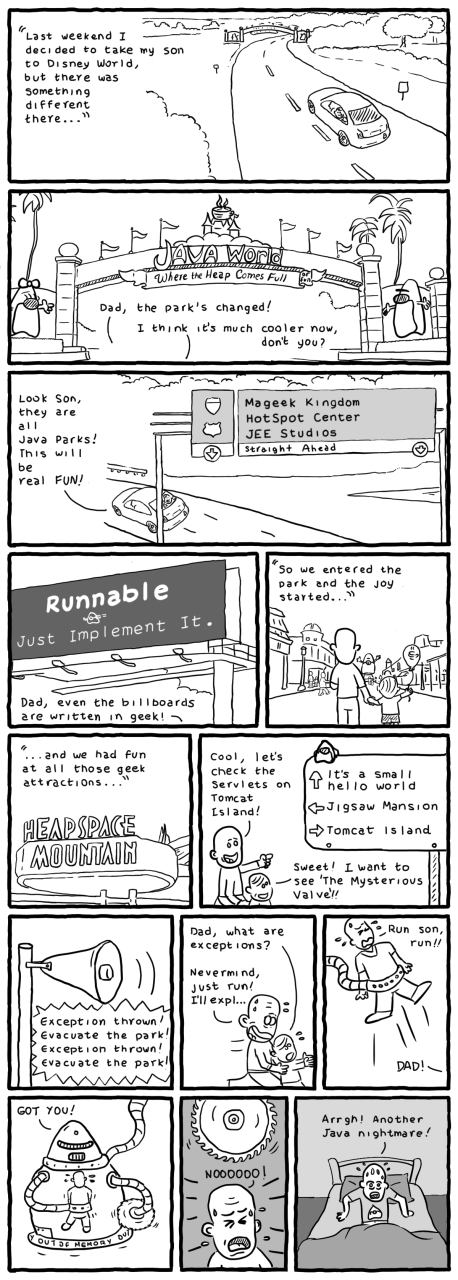 "Last weekend I
decided to take my son
to Disney World,
but there was
something
different
there..."
JAVA World
Where the Heap Comes Full
Dad, the park's changed!
I think it's much cooler now,
don't you?
Look Son,
they are
all
Java Parks!
This will
be
real FUN!
Mageek Kingdom
HotSpot Center
JEE Studios
Straight Ahead
Runnable
Just Implement It.
Dad, even the billboards
are written in geek!
"So we entered the
park and the joy
started..."
"...and we had fun
at all those geek
attractions..."
HEAPSPACE
MOUNTAIN
Cool, let's
check the
Servlets on
Tomcat
Island!
It's a small
hello world
Jigsaw Mansion
Tomcat Island
Sweet! I want to
see 'The Mysterious
Valve'!!
Exception thrown!
Evacuate the park!
Exception thrown!
Evacuate the park!
Dad, what are
exceptions?
Nevermind,
just run!
I'll expl...
Run son,
run!!
DAD!
GOT YOU!
OUT OF MEMORY
NOOOOOO!
Arrgh! Another
Java nightmare!